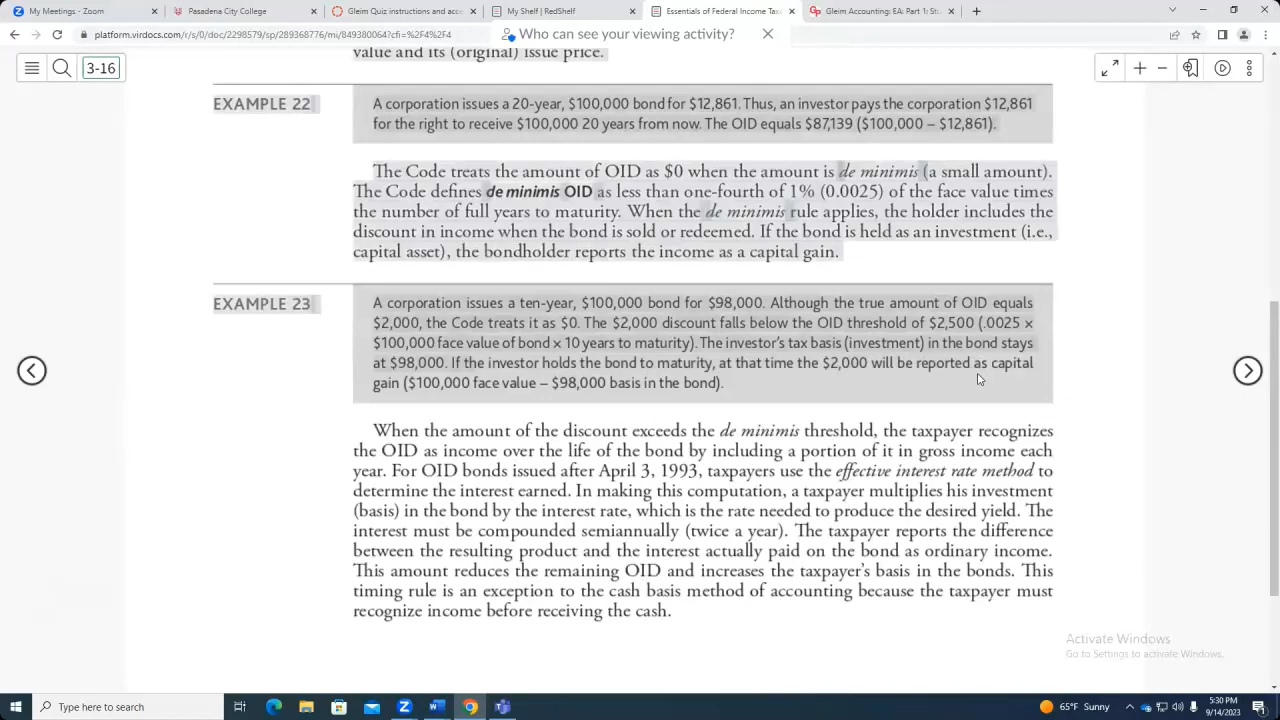 My Meetings - Zoom
Pasadena City College
Gleim Quiz instructions and acce
My Shelf | RedShelf
Essentials of Federal Income Tax
Gleim Accounting: EA: Part 1: Stu
platform.virdocs.com/r/s/0/doc/2298579/sp/289368776/mi/849380064?cfi=%2F4%2F4
Who can see your viewing activity?
value and its (original) issue price.
3-16
EXAMPLE 22
A corporation issues a 20-year, $100,000 bond for $12,861. Thus, an investor pays the corporation $12,861
for the right to receive $100,000 20 years from now. The OID equals $87,139 ($100,000 – $12,861).
The Code treats the amount of OID as $0 when the amount is de minimis (a small amount).
The Code defines de minimis OID as less than one-fourth of 1% (0.0025) of the face value times
the number of full years to maturity. When the de minimis rule applies, the holder includes the
discount in income when the bond is sold or redeemed. If the bond is held as an investment (i.e.,
capital asset), the bondholder reports the income as a capital gain.
EXAMPLE 23
A corporation issues a ten-year, $100,000 bond for $98,000. Although the true amount of OID equals
$2,000, the Code treats it as $0. The $2,000 discount falls below the OID threshold of $2,500 (.0025 ×
$100,000 face value of bond × 10 years to maturity). The investor's tax basis (investment) in the bond stays
at $98,000. If the investor holds the bond to maturity, at that time the $2,000 will be reported as capital
gain ($100,000 face value – $98,000 basis in the bond).
When the amount of the discount exceeds the de minimis threshold, the taxpayer recognizes
the OID as income over the life of the bond by including a portion of it in gross income each
year. For OID bonds issued after April 3, 1993, taxpayers use the effective interest rate method to
determine the interest earned. In making this computation, a taxpayer multiplies his investment
(basis) in the bond by the interest rate, which is the rate needed to produce the desired yield. The
interest must be compounded semiannually (twice a year). The taxpayer reports the difference
between the resulting product and the interest actually paid on the bond as ordinary income.
This amount reduces the remaining OID and increases the taxpayer's basis in the bonds. This
timing rule is an exception to the cash basis method of accounting because the taxpayer must
recognize income before receiving the cash.
Activate Windows
Go to Settings to activate Windows.
Type here to search
65°F Sunny
5:30 PM
9/14/2023